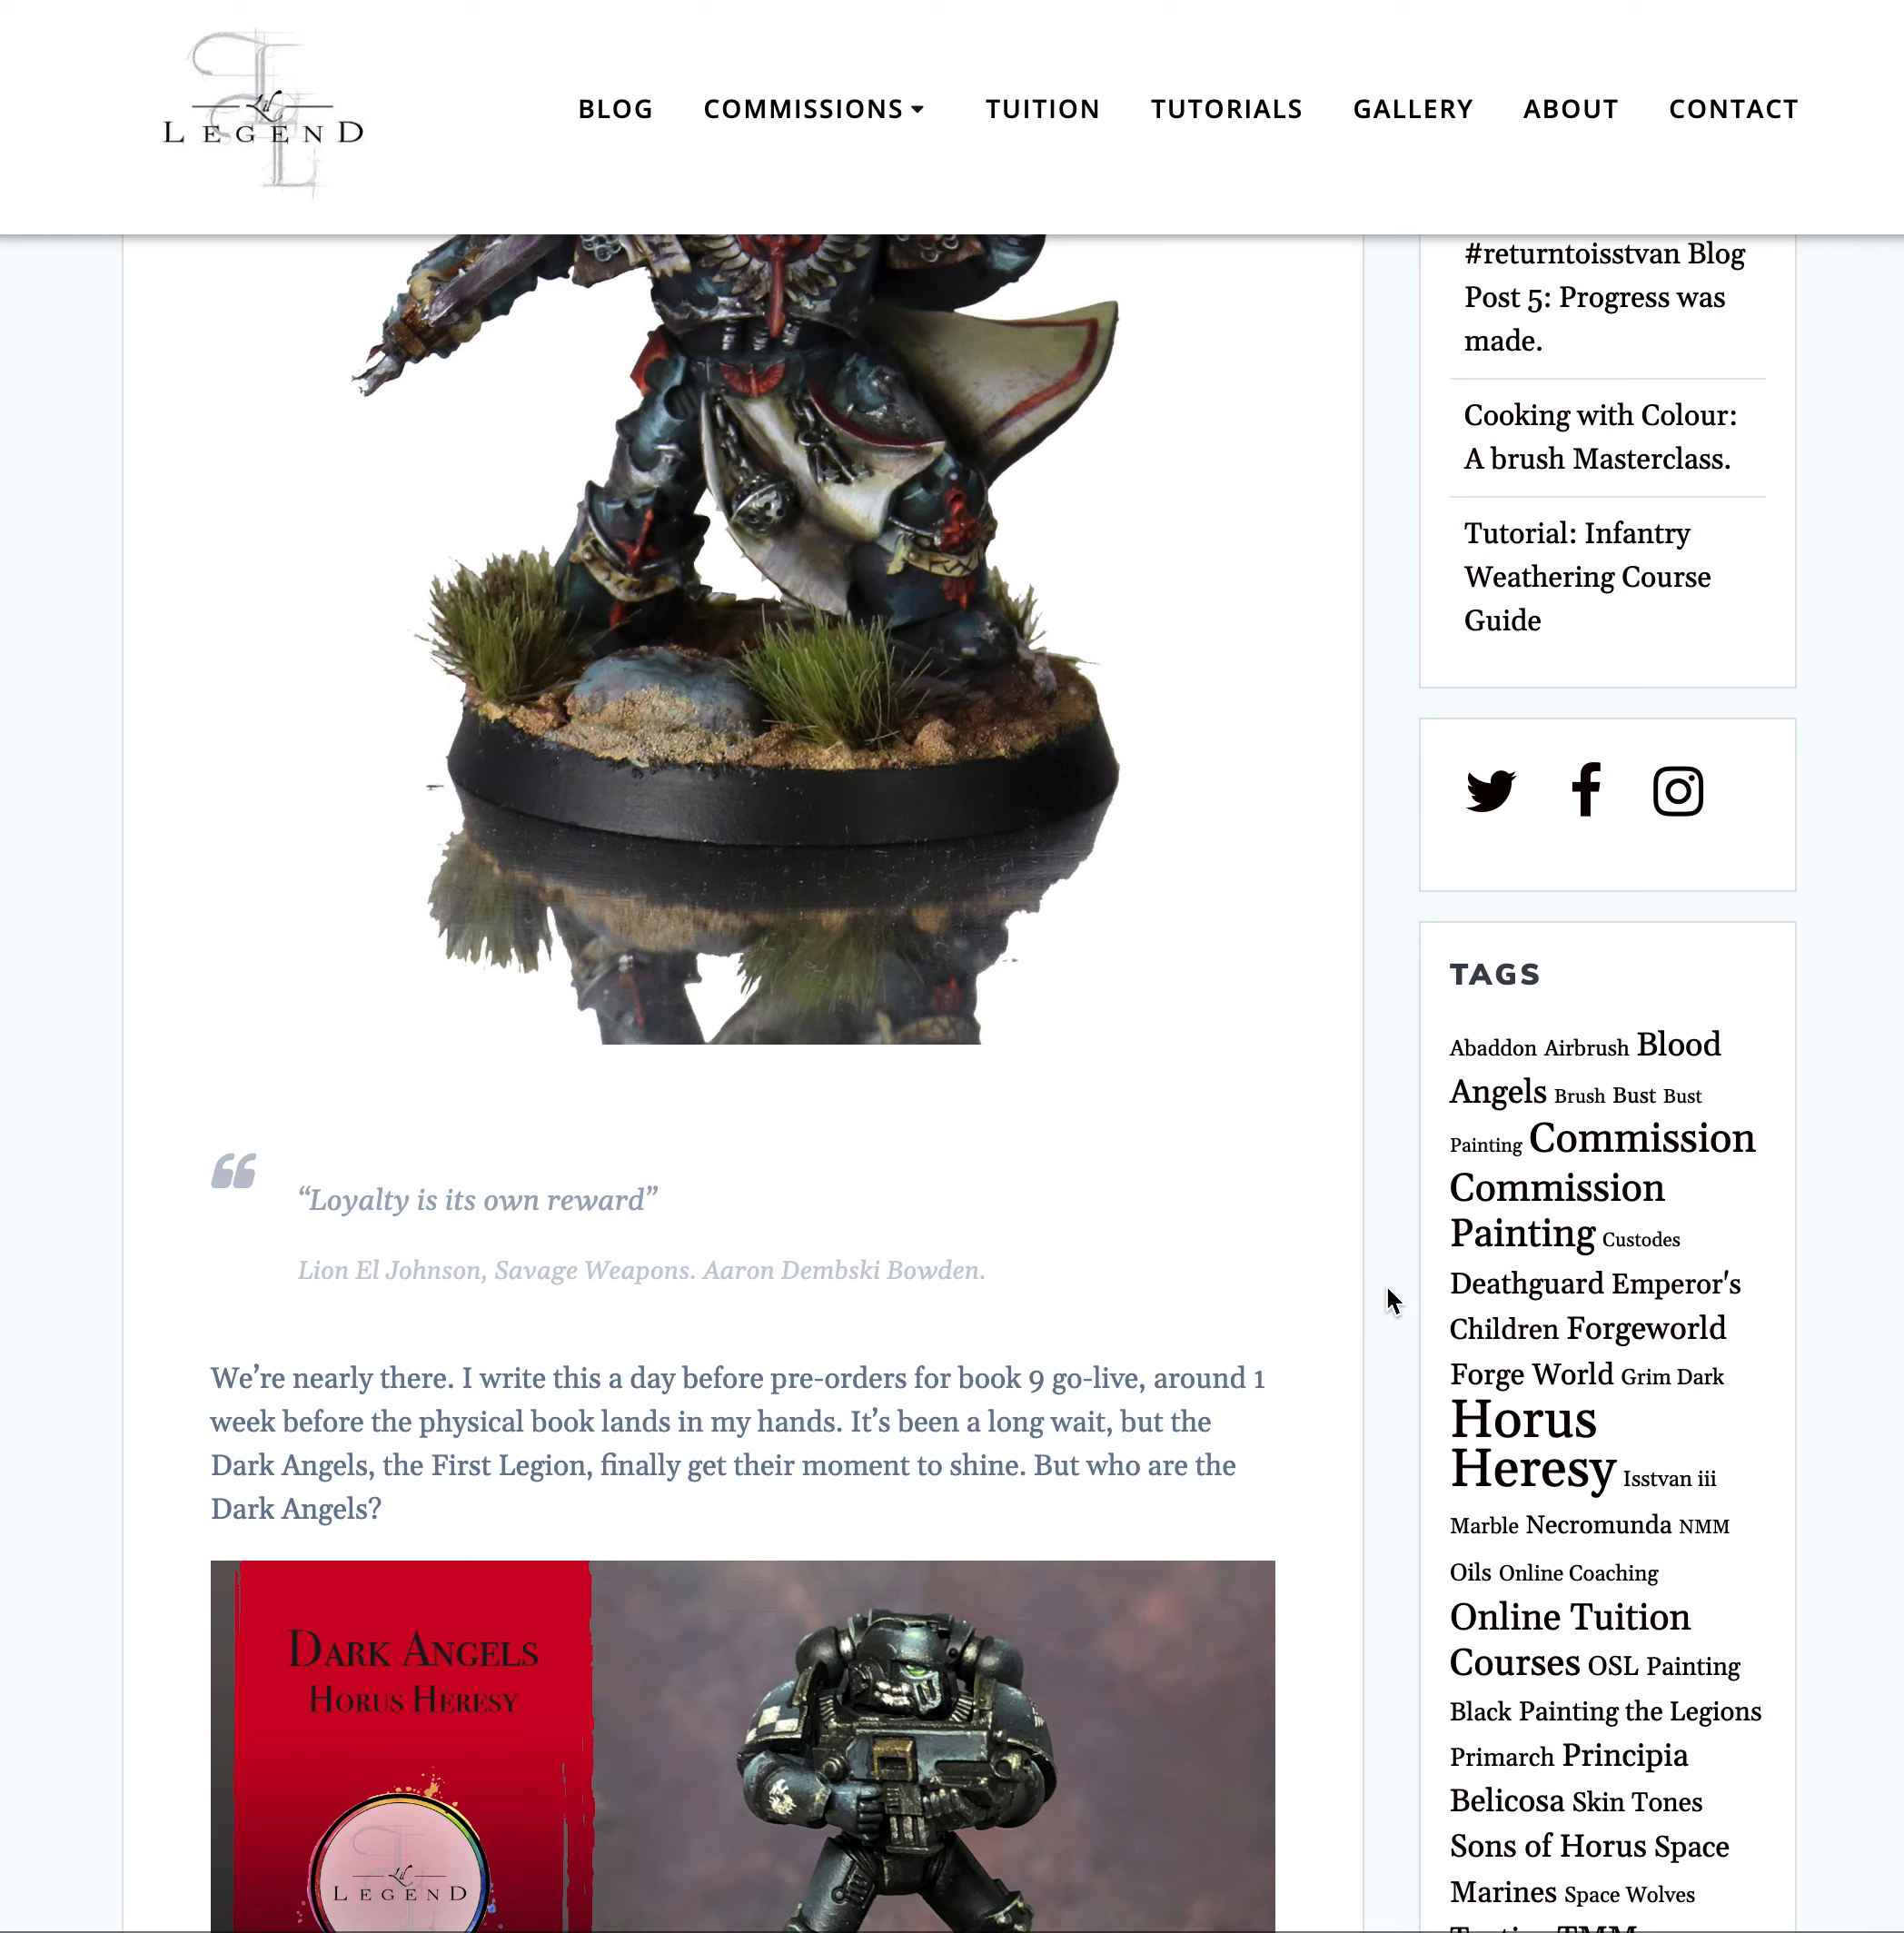 Lil
LEGEND
BLOG COMMISSIONS TUITION TUTORIALS GALLERY ABOUT CONTACT
“Loyalty is its own reward”
Lion El Johnson, Savage Weapons. Aaron Dembski Bowden.
We’re nearly there. I write this a day before pre-orders for book 9 go-live, around 1
week before the physical book lands in my hands. It’s been a long wait, but the
Dark Angels, the First Legion, finally get their moment to shine. But who are the
Dark Angels?
DARK ANGELS
HORUS HERESY
Lil
LEGEND
#returntoisstvan Blog
Post 5: Progress was
made.
Cooking with Colour:
A brush Masterclass.
Tutorial: Infantry
Weathering Course
Guide
TAGS
Abaddon Airbrush Blood
Angels Brush Bust Bust
Painting Commission
Commission
Painting Custodes
Deathguard Emperor's
Children Forgeworld
Forge World Grim Dark
Horus
Heresy Isstvan iii
Marble Necromunda NMM
Oils Online Coaching
Online Tuition
Courses OSL Painting
Black Painting the Legions
Primarch Principia
Belicosa Skin Tones
Sons of Horus Space
Marines Space Wolves